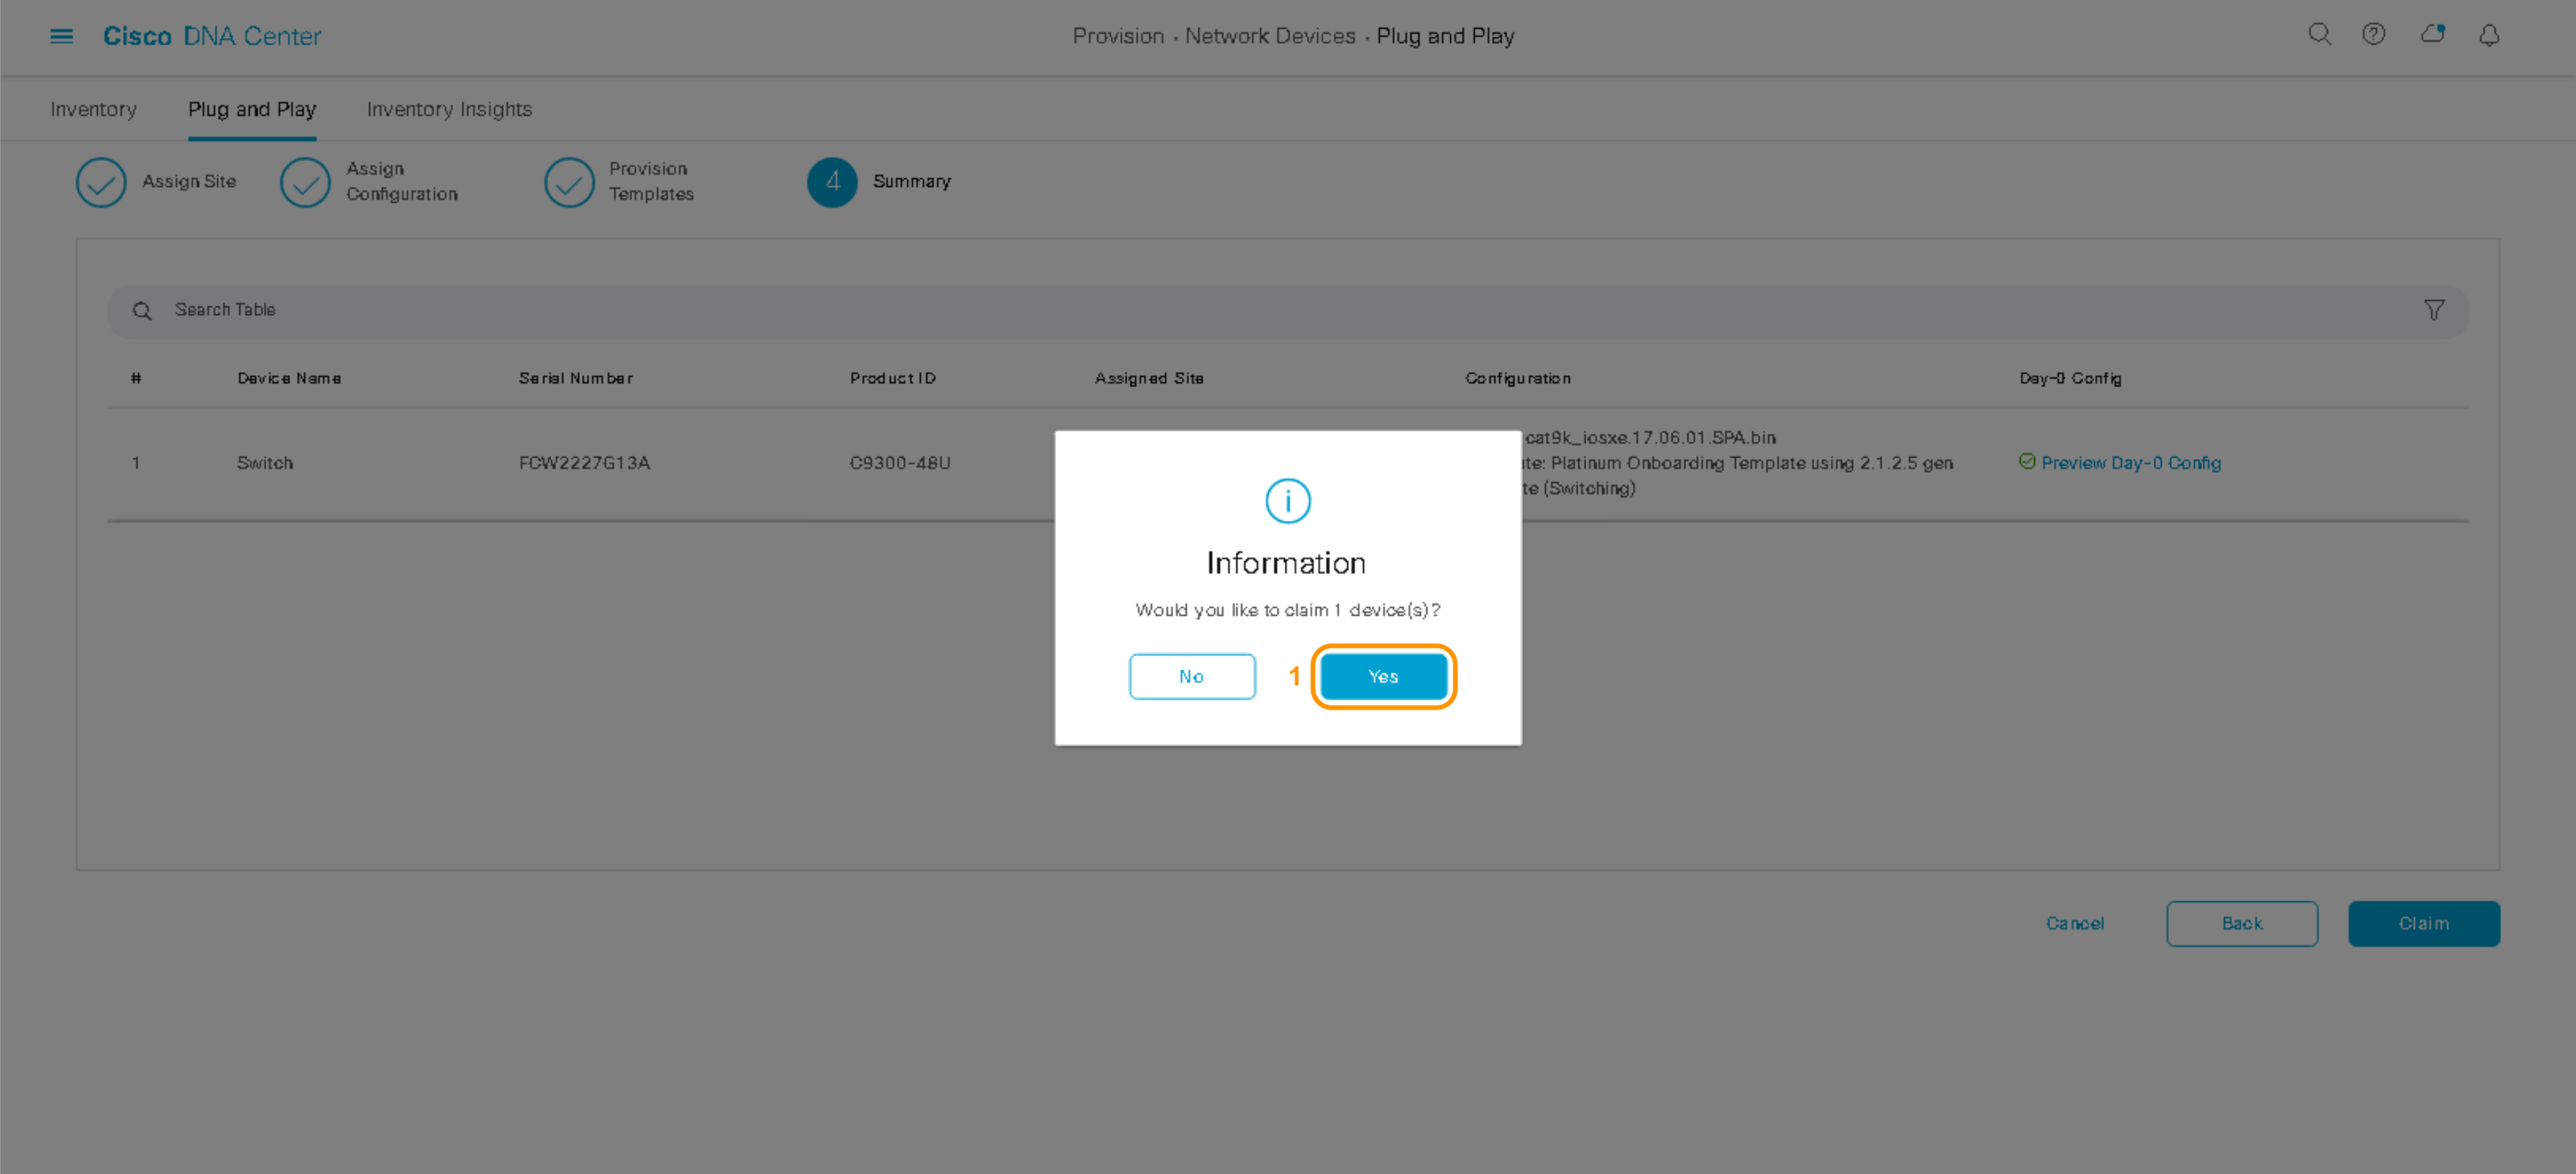 Cisco DNA Center
Provision · Network Devices · Plug and Play
Inventory
Plug and Play
Inventory Insights
Assign Site
Assign
Configuration
Provision
Templates
4
Summary
Search Table
# Device Name Serial Number Product ID Assigned Site Configuration Day-0 Config
cat9k_iosxe.17.06.01.SPA.bin
1 Switch FCW2227G13A C9300-48U te: Platinum Onboarding Template using 2.1.2.5 gen Preview Day-0 Config
te (Switching)
Information
Would you like to claim 1 device(s)?
No
1
Yes
Cancel
Back
Claim